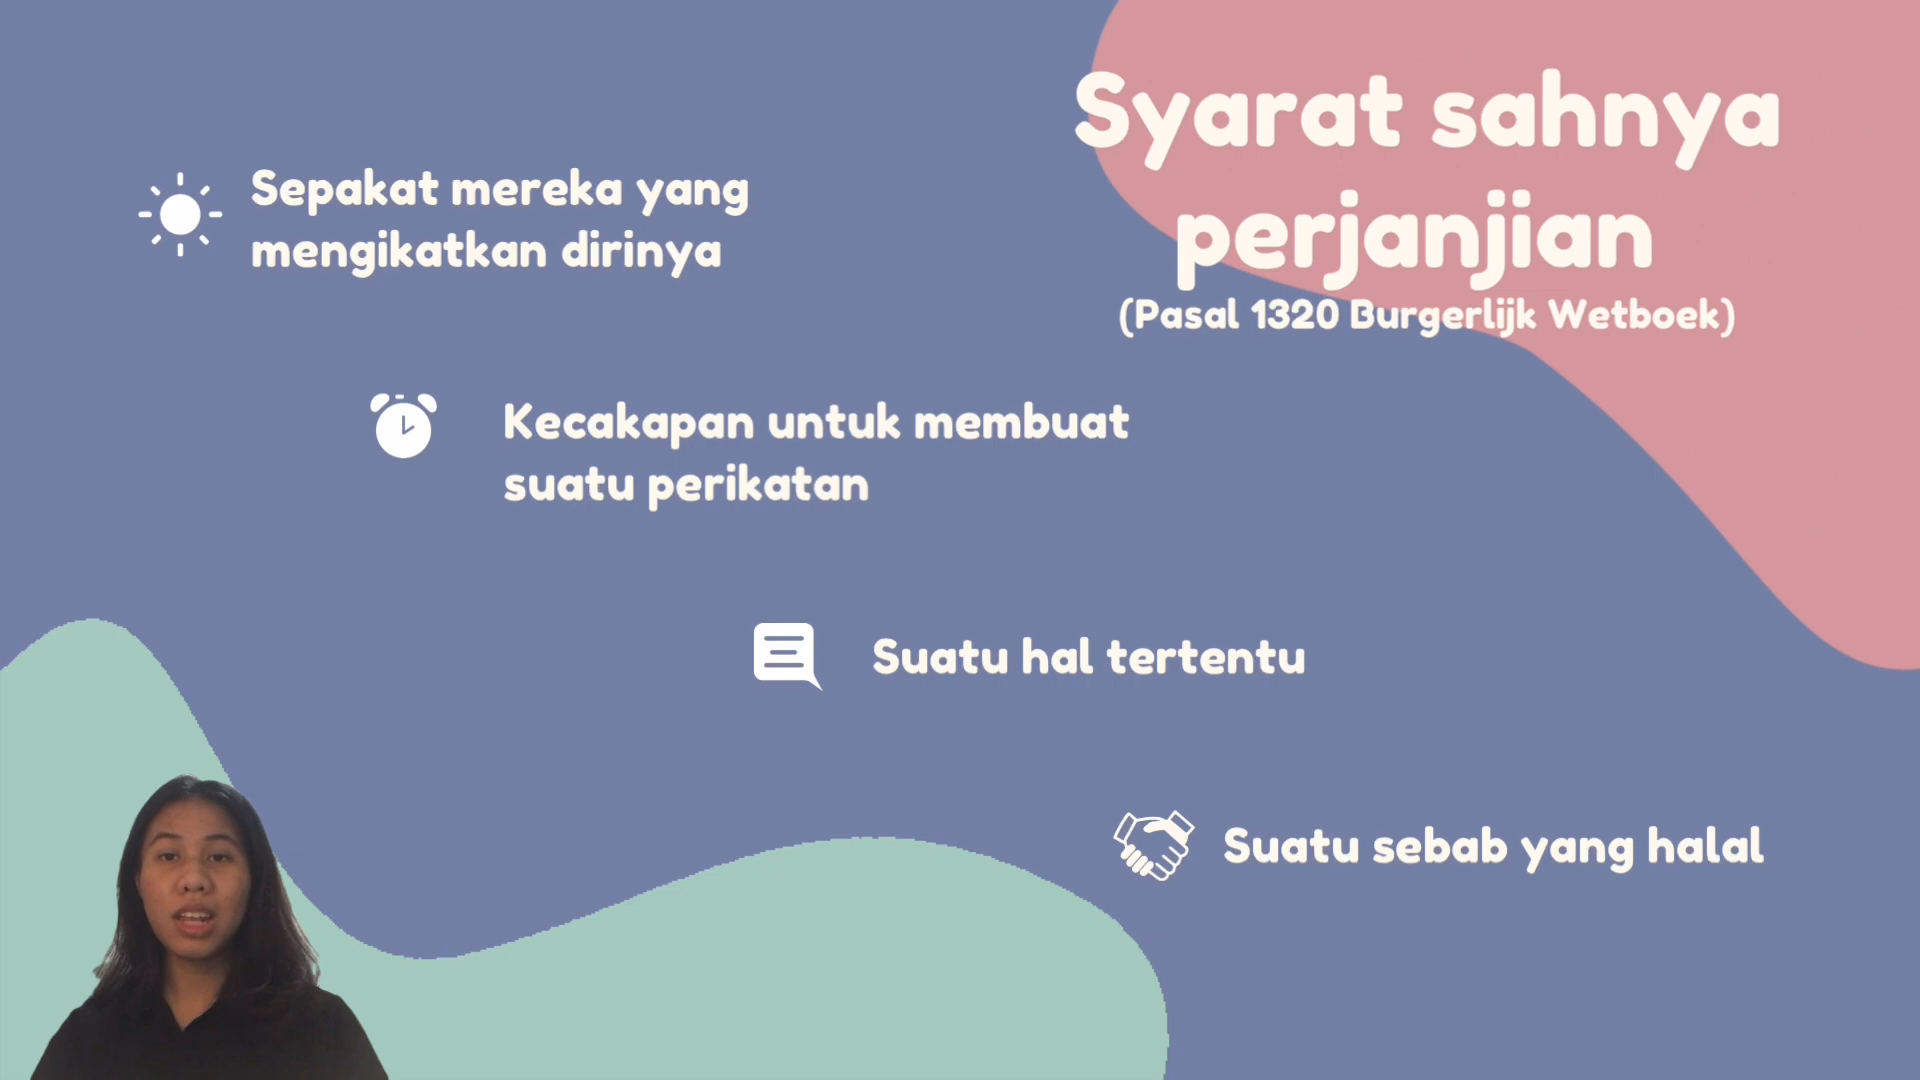 Syarat sahnya
perjanjian
(Pasal 1320 Burgerlijk Wetboek)
Sepakat mereka yang
mengikatkan dirinya
Kecakapan untuk membuat
suatu perikatan
Suatu hal tertentu
Suatu sebab yang halal